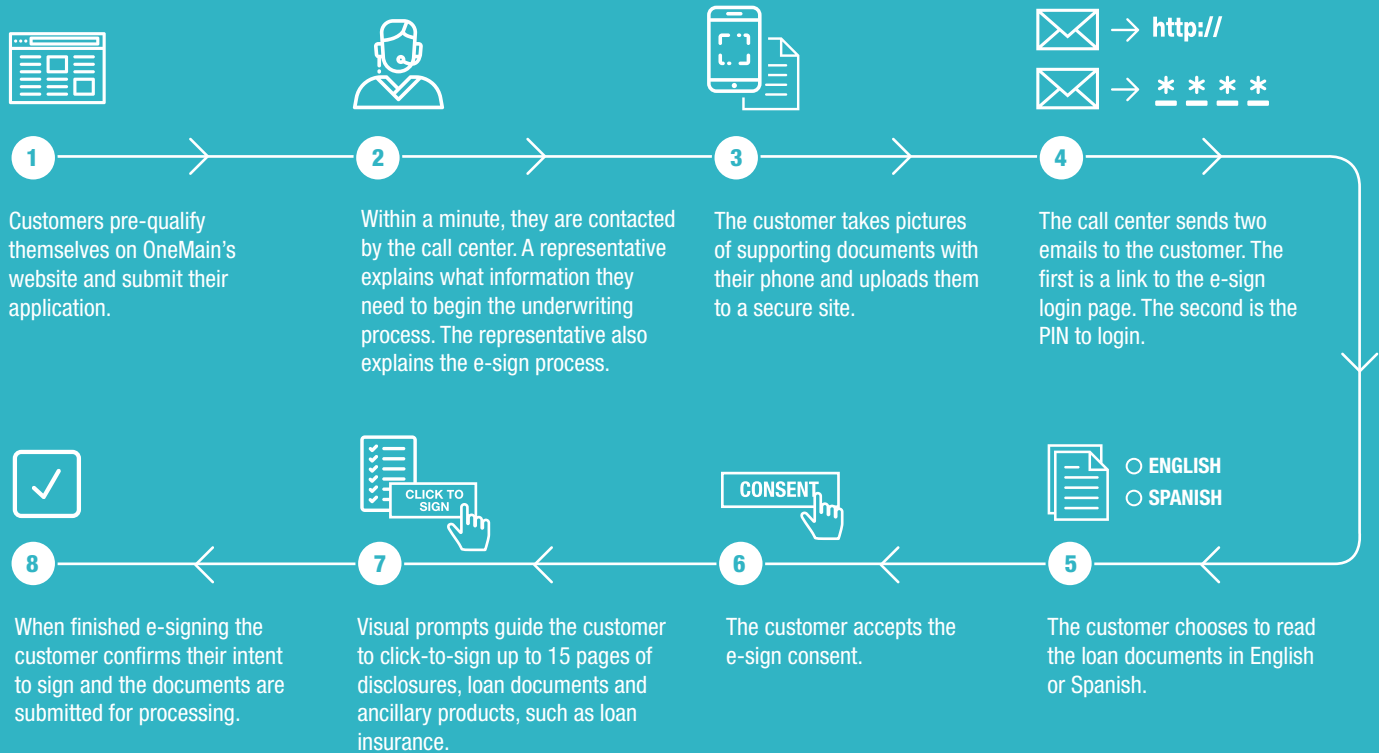 http://
* * * *
1
2
3
4
Customers pre-qualify
themselves on OneMain's
website and submit their
application.
Within a minute, they are contacted
by the call center. A representative
explains what information they
need to begin the underwriting
process. The representative also
explains the e-sign process.
The customer takes pictures
of supporting documents with
their phone and uploads them
to a secure site.
The call center sends two
emails to the customer. The
first is a link to the e-sign
login page. The second is the
PIN to login.
ENGLISH
SPANISH
5
The customer chooses to read
the loan documents in English
or Spanish.
CONSENT
6
The customer accepts the
e-sign consent.
CLICK TO
SIGN
7
Visual prompts guide the customer
to click-to-sign up to 15 pages of
disclosures, loan documents and
ancillary products, such as loan
insurance.
8
When finished e-signing the
customer confirms their intent
to sign and the documents are
submitted for processing.